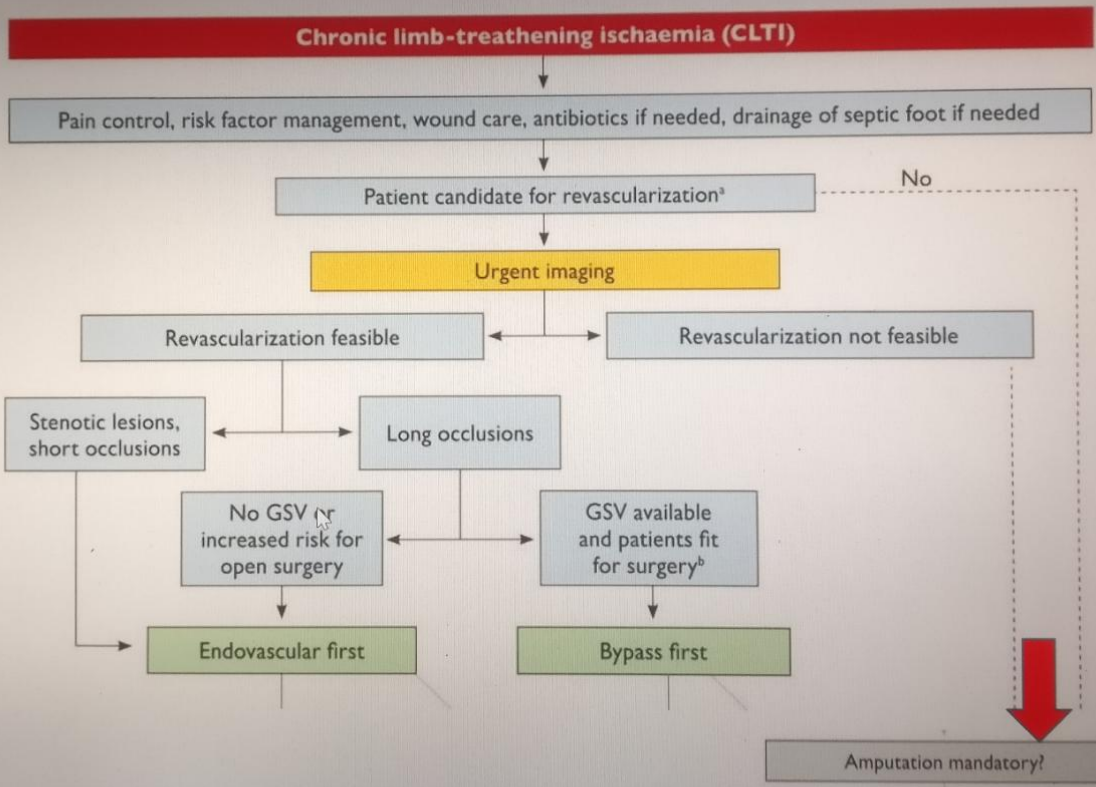 Chronic limb-treathening ischaemia (CLTI)
Pain control, risk factor management, wound care, antibiotics if needed, drainage of septic foot if needed
Patient candidate for revascularizationᵃ
No
Urgent imaging
Revascularization feasible
Revascularization not feasible
Stenotic lesions,
short occlusions
Long occlusions
No GSV or
increased risk for
open surgery
GSV available
and patients fit
for surgeryᵇ
Endovascular first
Bypass first
Amputation mandatory?